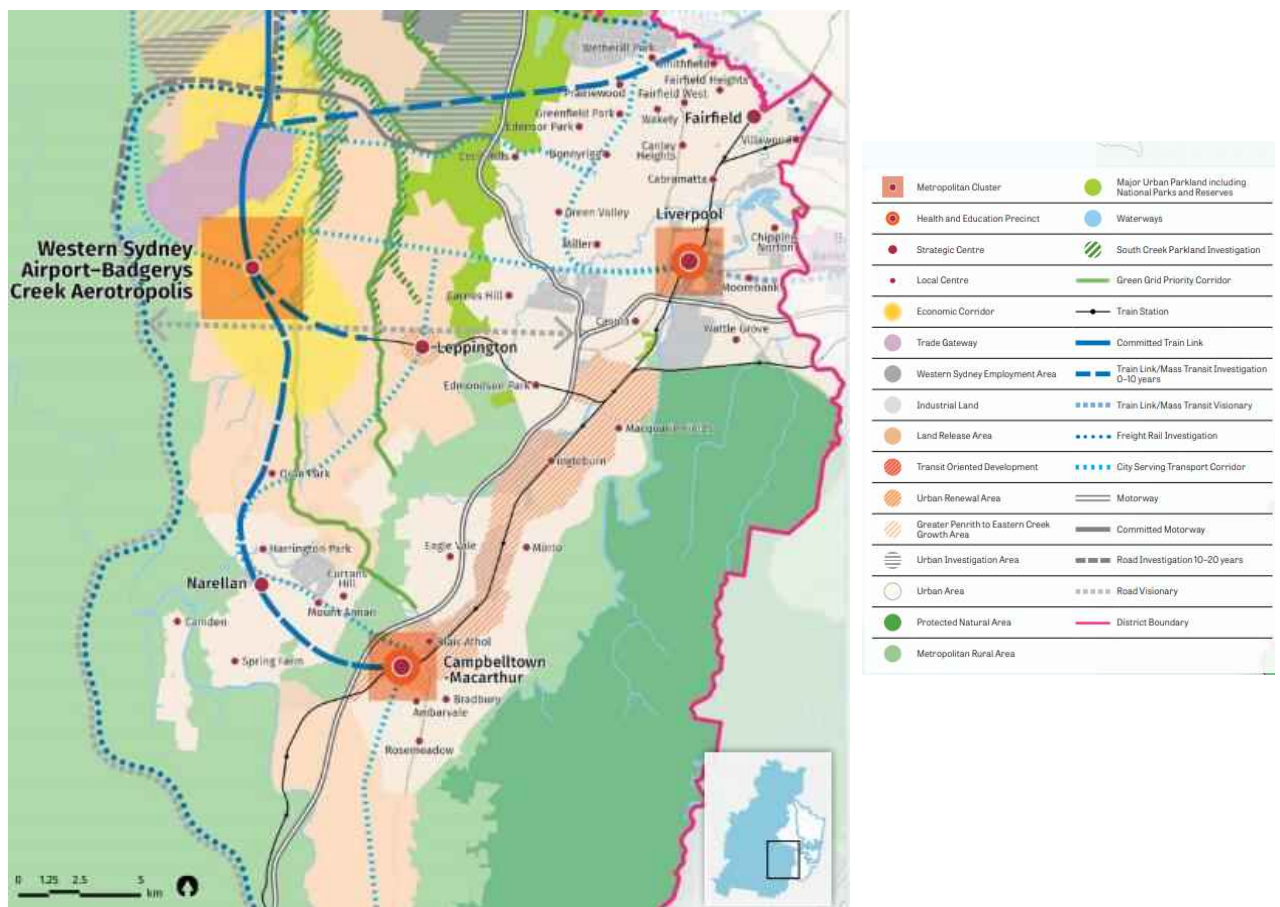 Wetherill Park
Smithfield
Fairfield Heights
Prairiewood
Fairfield West
Greenfield Park
Wakely
Fairfield
Edensor Park
Villawood
Canley
Heights
Bonnyrigg
Cabramatta
Green Valley
Liverpool
Miller
Chipping
Norton
Western Sydney
Airport–Badgerys
Creek Aerotropolis
Moorebank
Carnes Hill
Casula
Wattle Grove
Leppington
Edmondson Park
Macquarie Fields
Ingleburn
Oran Park
Harrington Park
Eagle Vale
Minto
Narellan
Currans
Hill
Mount Annan
Camden
Blair Athol
Spring Farm
Campbelltown
-Macarthur
Bradbury
Ambarvale
Rosemeadow
0 1.25 2.5 5
km
Metropolitan Cluster
Health and Education Precinct
Strategic Centre
Local Centre
Economic Corridor
Trade Gateway
Western Sydney Employment Area
Industrial Land
Land Release Area
Transit Oriented Development
Urban Renewal Area
Greater Penrith to Eastern Creek
Growth Area
Urban Investigation Area
Urban Area
Protected Natural Area
Metropolitan Rural Area
Major Urban Parkland including
National Parks and Reserves
Waterways
South Creek Parkland Investigation
Green Grid Priority Corridor
Train Station
Committed Train Link
Train Link/Mass Transit Investigation
0-10 years
Train Link/Mass Transit Visionary
Freight Rail Investigation
City Serving Transport Corridor
Motorway
Committed Motorway
Road Investigation 10-20 years
Road Visionary
District Boundary